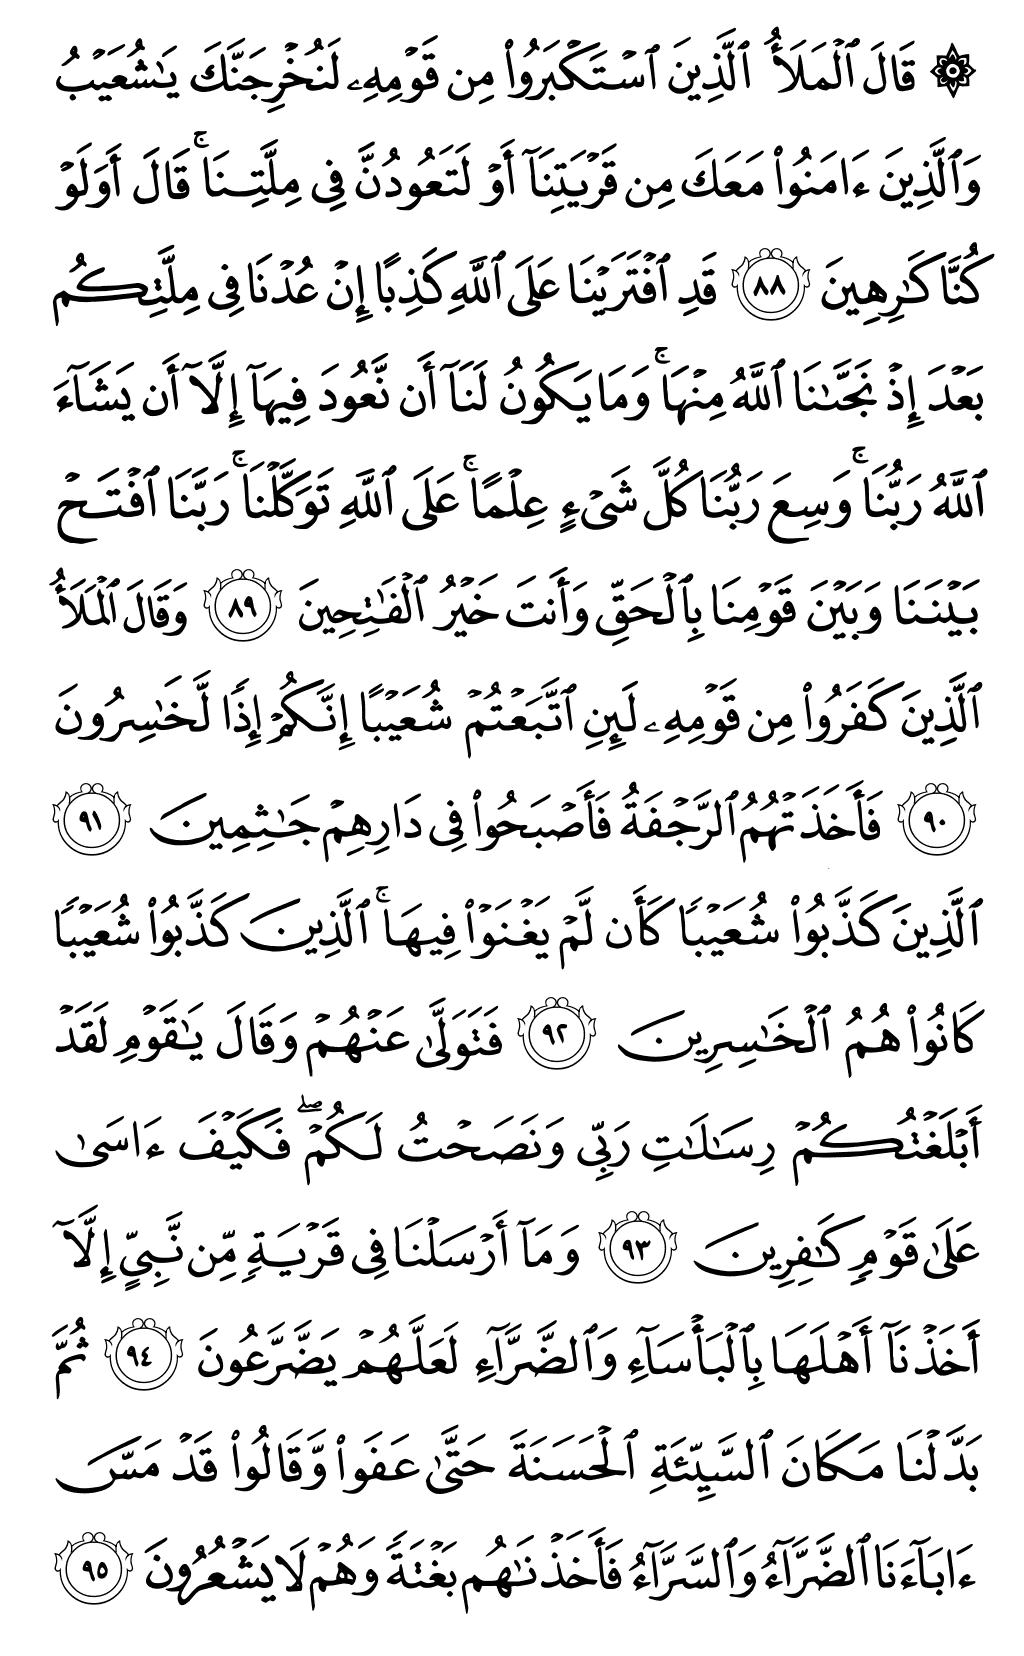 ۞ قَالَ ٱلْمَلَأُ ٱلَّذِينَ ٱسْتَكْبَرُوا۟ مِن قَوْمِهِۦ لَنُخْرِجَنَّكَ يَـٰشُعَيْبُ
وَٱلَّذِينَ ءَامَنُوا۟ مَعَكَ مِن قَرْيَتِنَآ أَوْ لَتَعُودُنَّ فِى مِلَّتِنَا ۚ قَالَ أَوَلَوْ
كُنَّا كَـٰرِهِينَ ٨٨ قَدِ ٱفْتَرَيْنَا عَلَى ٱللَّهِ كَذِبًا إِنْ عُدْنَا فِى مِلَّتِكُم
بَعْدَ إِذْ نَجَّىٰنَا ٱللَّهُ مِنْهَا ۚ وَمَا يَكُونُ لَنَآ أَن نَّعُودَ فِيهَآ إِلَّآ أَن يَشَآءَ
ٱللَّهُ رَبُّنَا ۚ وَسِعَ رَبُّنَا كُلَّ شَىْءٍ عِلْمًا ۚ عَلَى ٱللَّهِ تَوَكَّلْنَا ۚ رَبَّنَا ٱفْتَحْ
بَيْنَنَا وَبَيْنَ قَوْمِنَا بِٱلْحَقِّ وَأَنتَ خَيْرُ ٱلْفَـٰتِحِينَ ٨٩ وَقَالَ ٱلْمَلَأُ
ٱلَّذِينَ كَفَرُوا۟ مِن قَوْمِهِۦ لَئِنِ ٱتَّبَعْتُمْ شُعَيْبًا إِنَّكُمْ إِذًا لَّخَـٰسِرُونَ
٩٠ فَأَخَذَتْهُمُ ٱلرَّجْفَةُ فَأَصْبَحُوا۟ فِى دَارِهِمْ جَـٰثِمِينَ ٩١
ٱلَّذِينَ كَذَّبُوا۟ شُعَيْبًا كَأَن لَّمْ يَغْنَوْا۟ فِيهَا ۚ ٱلَّذِينَ كَذَّبُوا۟ شُعَيْبًا
كَانُوا۟ هُمُ ٱلْخَـٰسِرِينَ ٩٢ فَتَوَلَّىٰ عَنْهُمْ وَقَالَ يَـٰقَوْمِ لَقَدْ
أَبْلَغْتُكُمْ رِسَـٰلَـٰتِ رَبِّى وَنَصَحْتُ لَكُمْ ۖ فَكَيْفَ ءَاسَىٰ
عَلَىٰ قَوْمٍ كَـٰفِرِينَ ٩٣ وَمَآ أَرْسَلْنَا فِى قَرْيَةٍ مِّن نَّبِىٍّ إِلَّآ
أَخَذْنَآ أَهْلَهَا بِٱلْبَأْسَآءِ وَٱلضَّرَّآءِ لَعَلَّهُمْ يَضَّرَّعُونَ ٩٤ ثُمَّ
بَدَّلْنَا مَكَانَ ٱلسَّيِّئَةِ ٱلْحَسَنَةَ حَتَّىٰ عَفَوا۟ وَّقَالُوا۟ قَدْ مَسَّ
ءَابَآءَنَا ٱلضَّرَّآءُ وَٱلسَّرَّآءُ فَأَخَذْنَـٰهُم بَغْتَةً وَهُمْ لَا يَشْعُرُونَ ٩٥